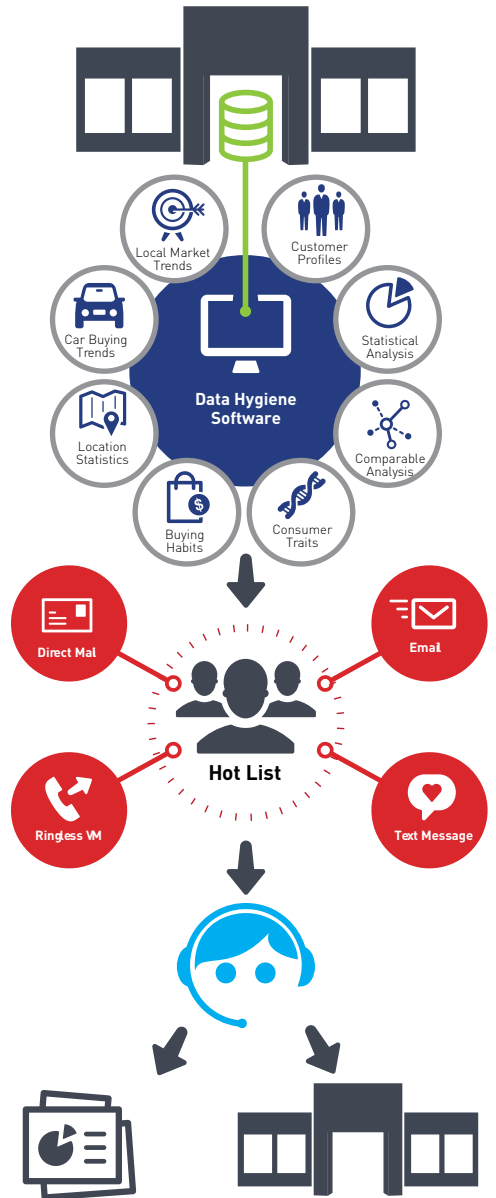 Local Market
Trends
Customer
Profiles
Car Buying
Trends
Statistical
Analysis
Data Hygiene
Software
Location
Statistics
Comparable
Analysis
$
Buying
Habits
Consumer
Traits
Direct Mail
Email
Hot List
Ringless VM
Text Message